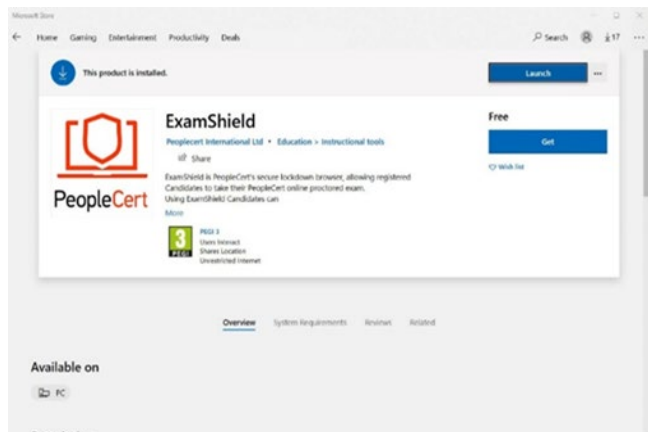 Microsoft Store
Home Gaming Entertainment Productivity Deals
Search
17
This product is installed.
Launch
ExamShield
Peoplecert International Ltd • Education > Instructional tools
Share
ExamShield is PeopleCert's secure lockdown browser, allowing registered
Candidates to take their PeopleCert online proctored exam.
Using ExamShield Candidates can
More
PeopleCert
3
PEGI
PEGI 3
Users Interact
Shares Location
Unrestricted Internet
Free
Get
Wish list
Overview System Requirements Reviews Related
Available on
PC